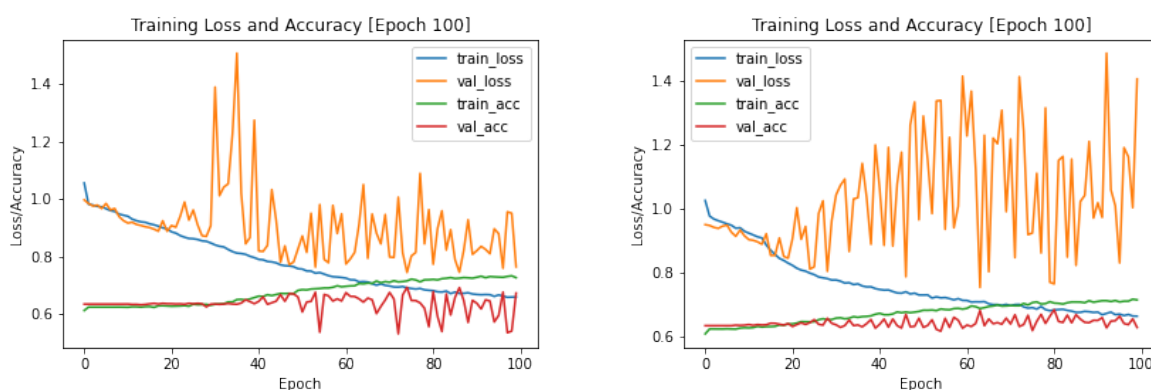 Training Loss and Accuracy [Epoch 100]
train_loss
val_loss
train_acc
val_acc
1.4
1.2
1.0
0.8
0.6
Loss/Accuracy
0 20 40 60 80 100
Epoch
Training Loss and Accuracy [Epoch 100]
train_loss
val_loss
train_acc
val_acc
1.4
1.2
1.0
0.8
0.6
Loss/Accuracy
0 20 40 60 80 100
Epoch